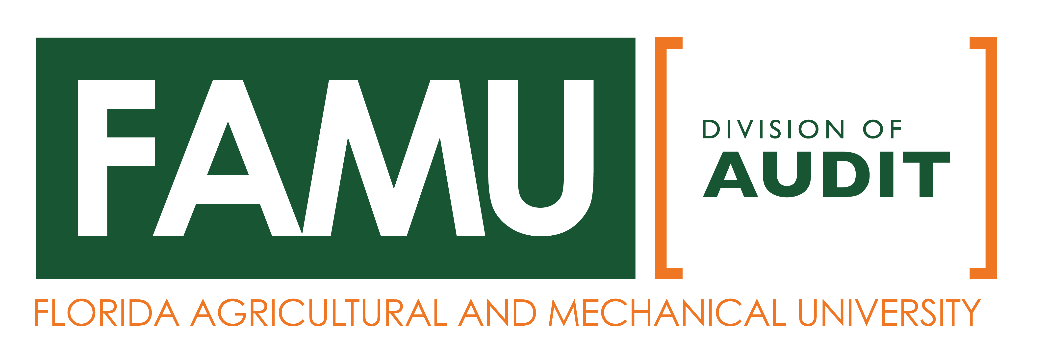 FAMU
DIVISION OF
AUDIT
FLORIDA AGRICULTURAL AND MECHANICAL UNIVERSITY